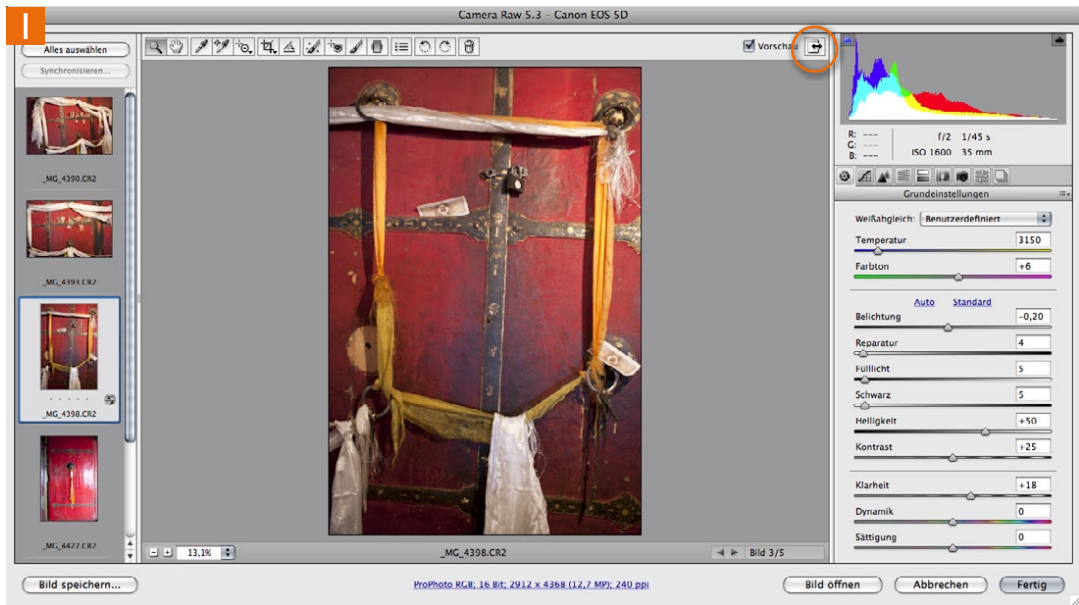 Camera Raw 5.3 – Canon EOS 5D
I
Alles auswählen
Synchronisieren...
_MG_4390.CR2
_MG_4393.CR2
_MG_4398.CR2
_MG_4427.CR2
Vorschau
R: ---
G: ---
B: ---
f/2 1/45 s
ISO 1600 35 mm
Grundeinstellungen
Weißabgleich: Benutzerdefiniert
Temperatur 3150
Farbton +6
Auto Standard
Belichtung -0,20
Reparatur 4
Fülllicht 5
Schwarz 5
Helligkeit +50
Kontrast +25
Klarheit +18
Dynamik 0
Sättigung 0
13,1%
_MG_4398.CR2
Bild 3/5
Bild speichern...
ProPhoto RGB; 16 Bit; 2912 x 4368 (12,7 MP); 240 ppi
Bild öffnen
Abbrechen
Fertig